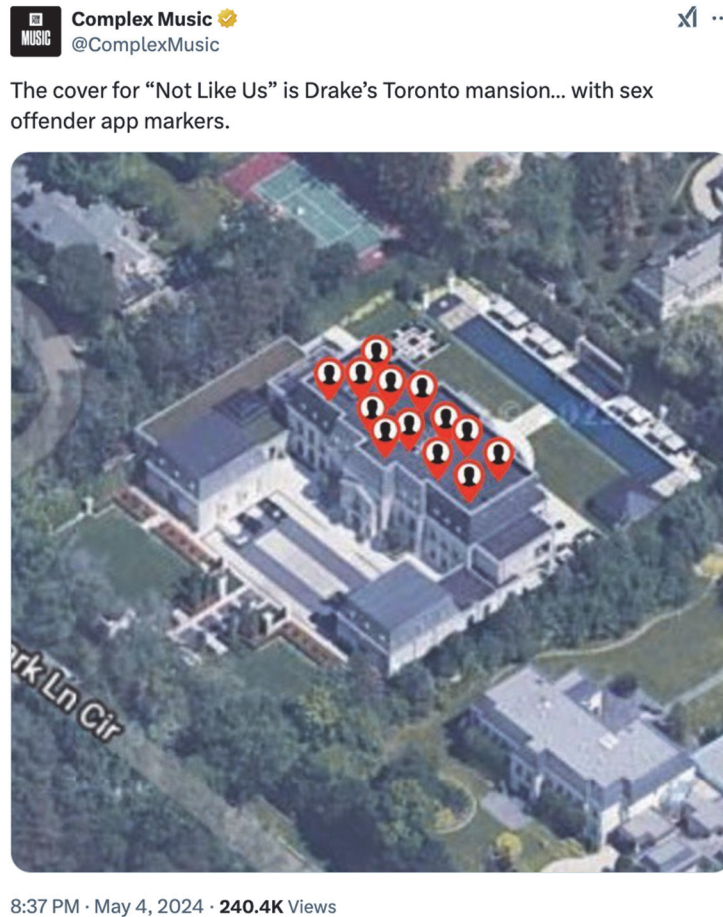 Complex Music
MUSIC
@ComplexMusic
The cover for “Not Like Us” is Drake’s Toronto mansion... with sex
offender app markers.
rk Ln Cir
8:37 PM · May 4, 2024 · 240.4K Views